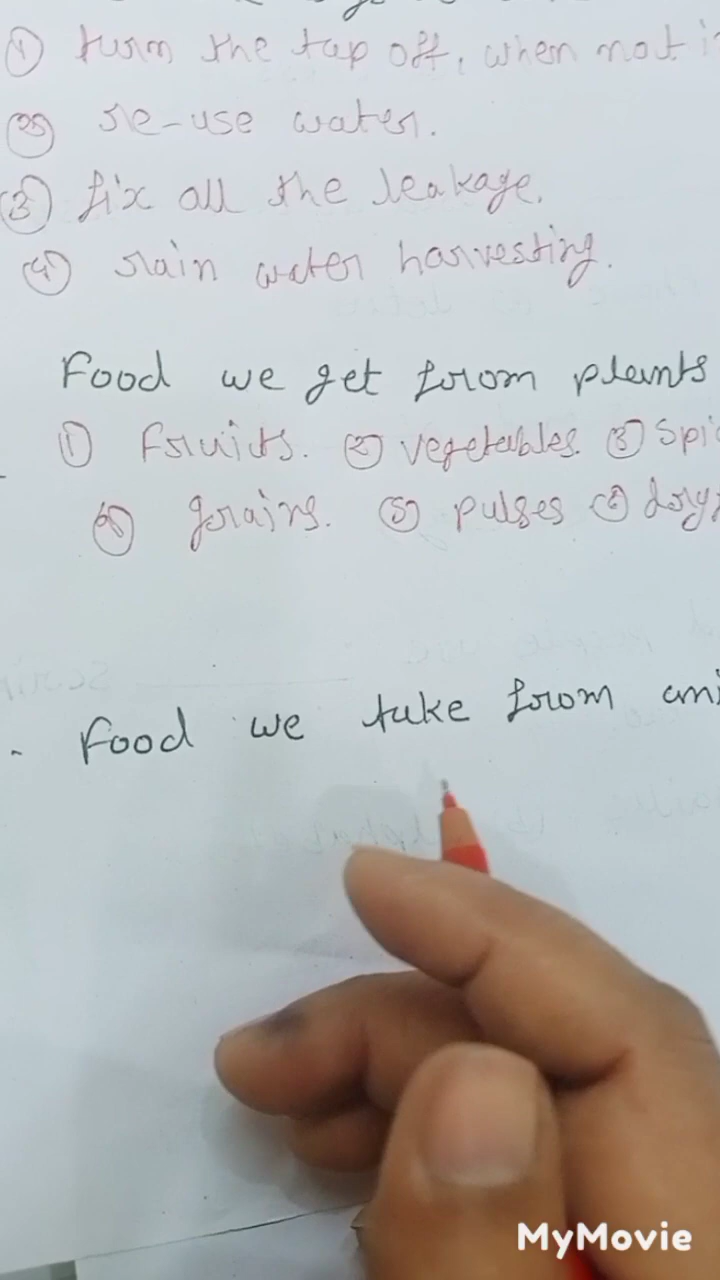 ① turn the tap off, when not i
② re-use water.
③ fix all the leakage.
④ rain water harvesting.
Food we get from plants
① Fruits. ② vegetables. ③ Spi
④ grains. ⑤ pulses ⑥ dry
- Food we take from ani
MyMovie